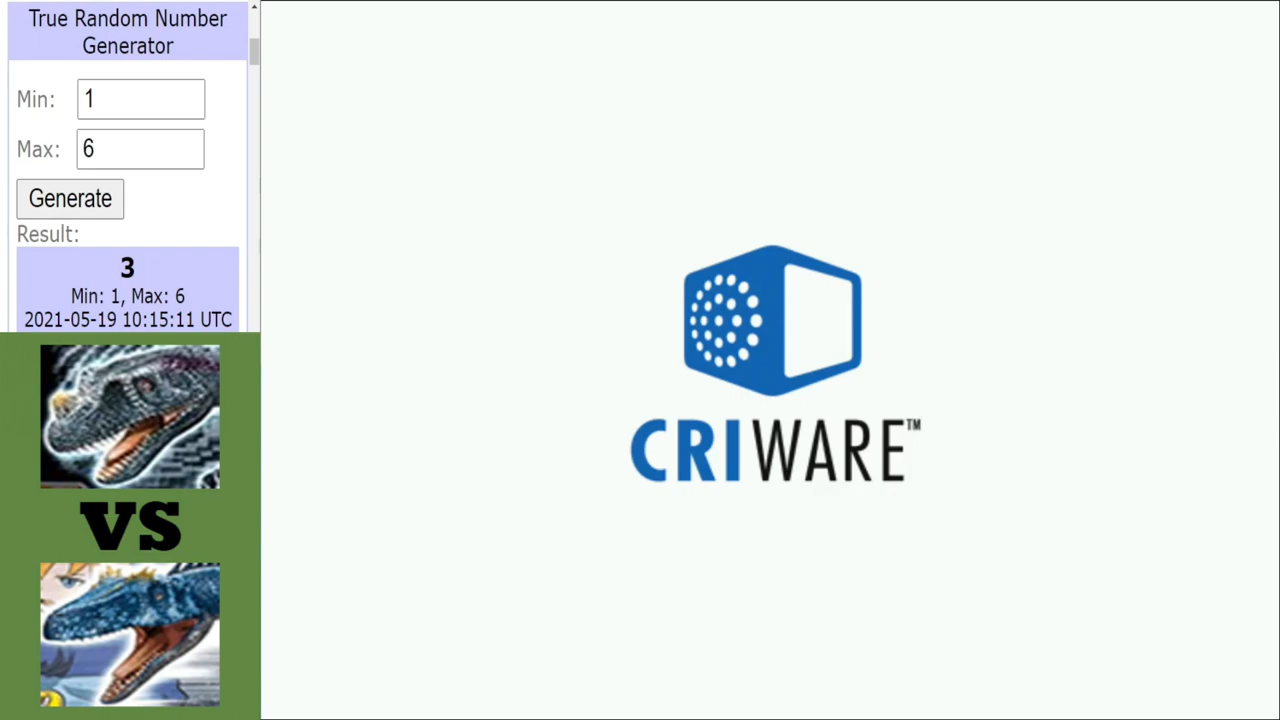 True Random Number
Generator
Min: 1
Max: 6
Generate
Result:
3
Min: 1, Max: 6
2021-05-19 10:15:11 UTC
vs
CRIWARE™